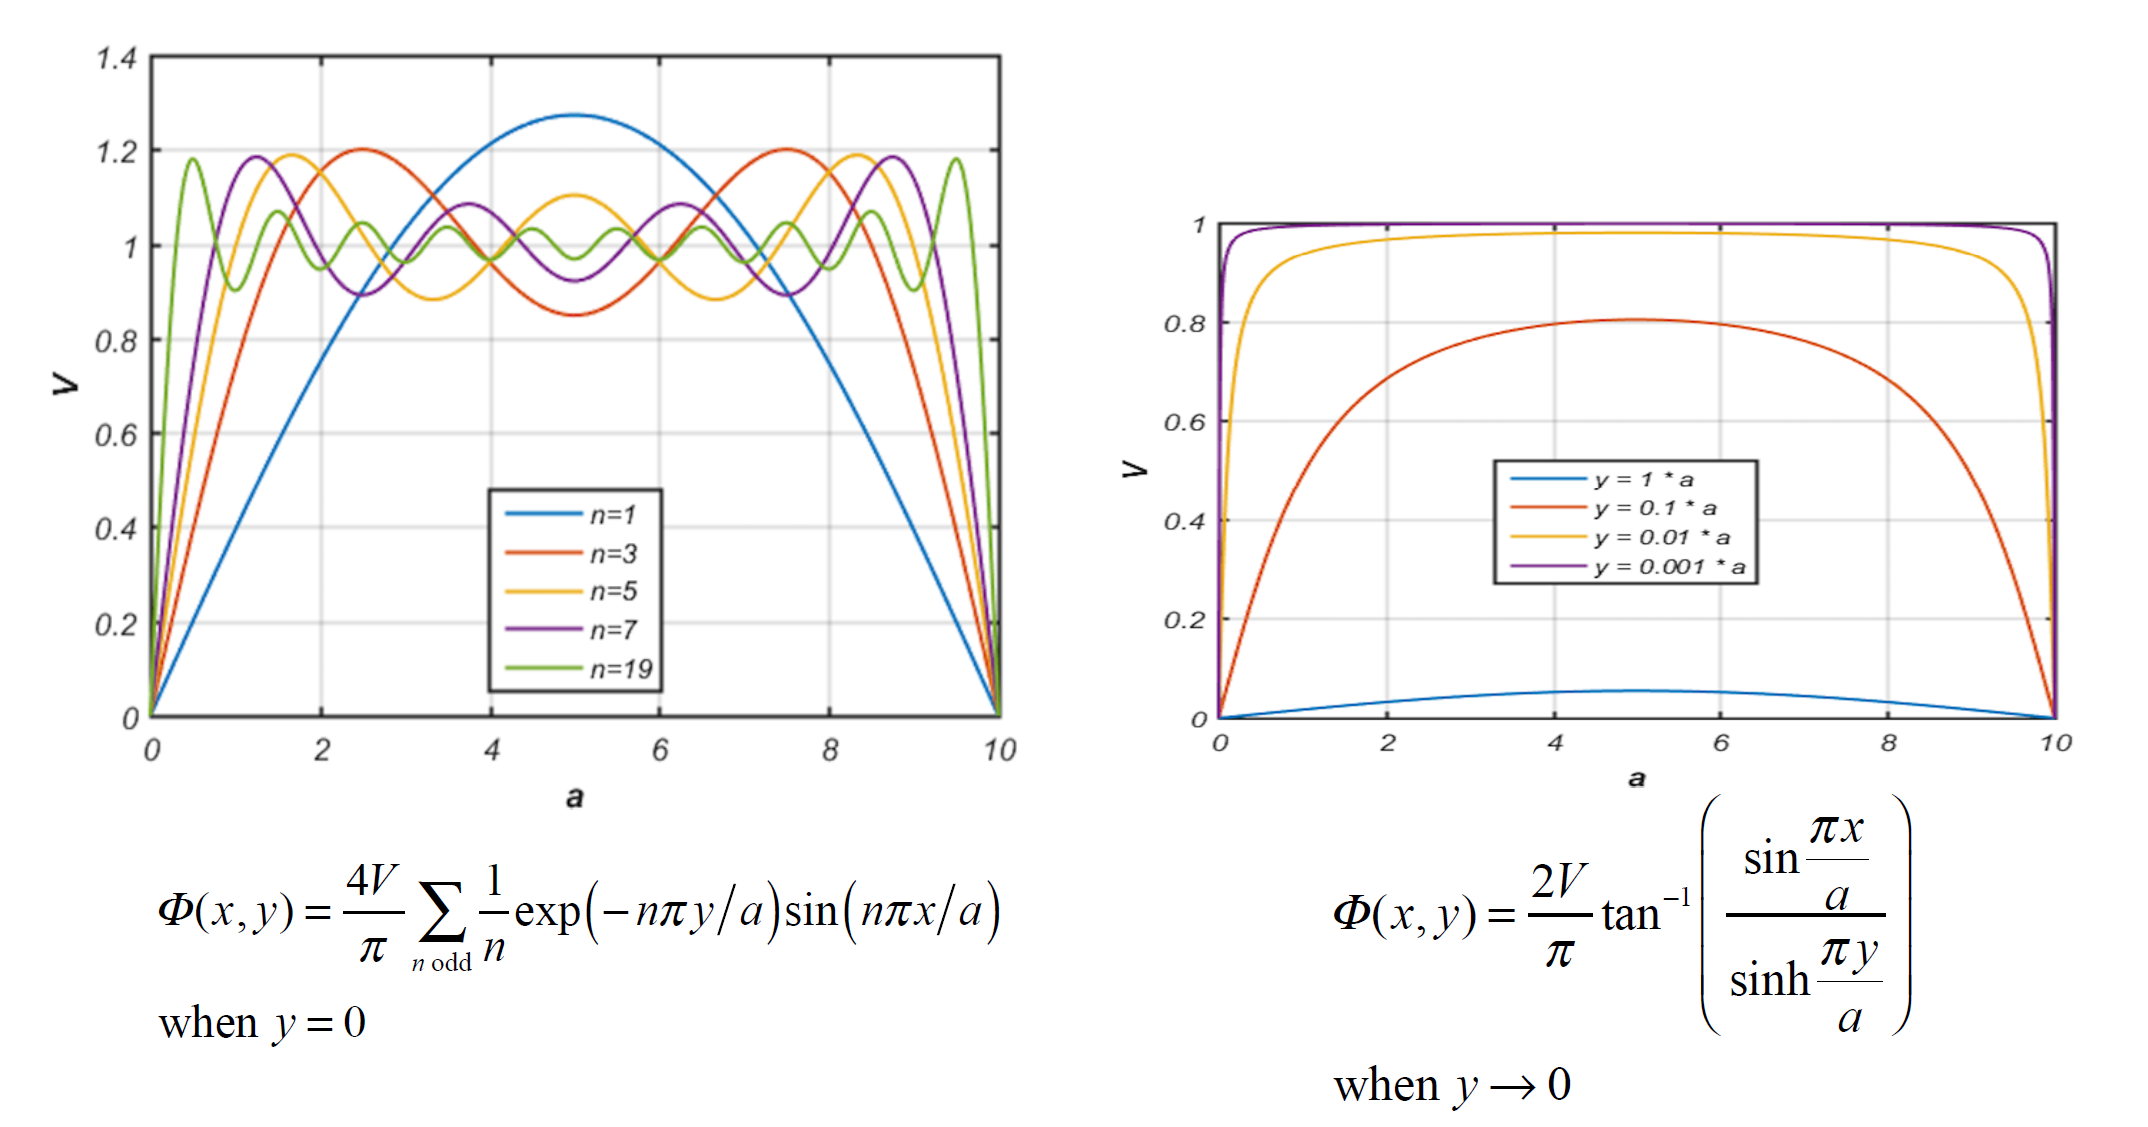 1.4
1.2
1
0.8
0.6
0.4
0.2
0
V
0 2 4 6 8 10
a
n=1
n=3
n=5
n=7
n=19
Φ(x, y) = 4V/π ∑ n odd 1/n exp(−nπy/a) sin(nπx/a)
when y = 0
1
0.8
0.6
0.4
0.2
0
V
0 2 4 6 8 10
a
y = 1 * a
y = 0.1 * a
y = 0.01 * a
y = 0.001 * a
Φ(x, y) = 2V/π tan⁻¹ (sin πx/a / sinh πy/a)
when y → 0